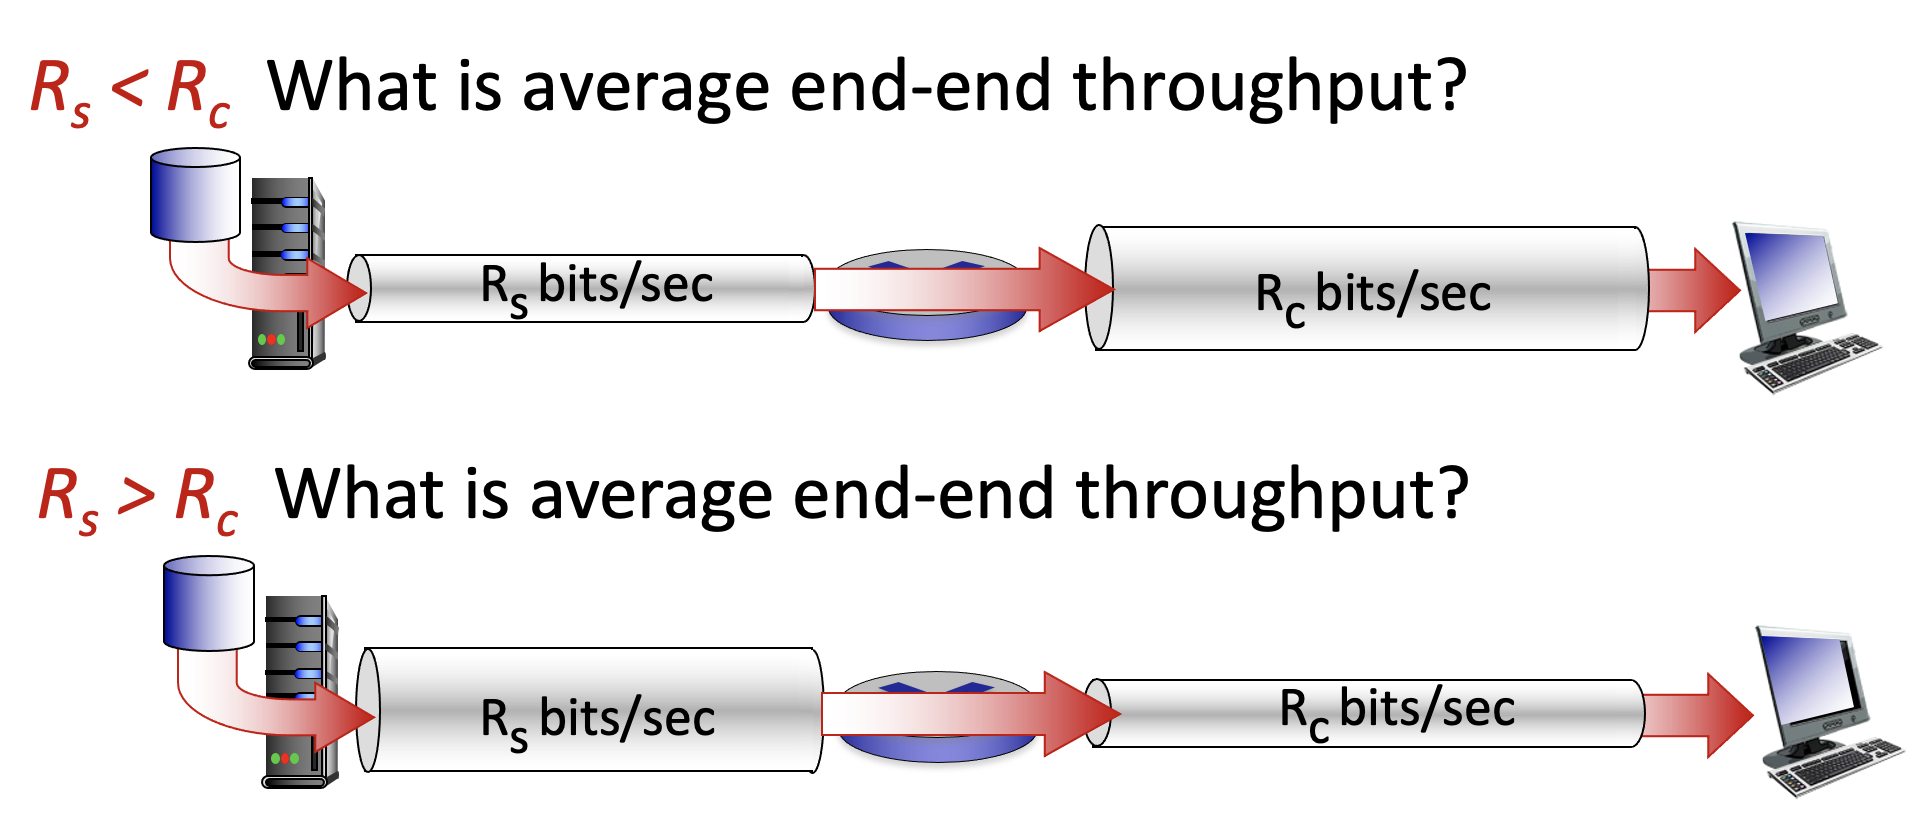 Rs < Rc What is average end-end throughput?
Rs bits/sec
Rc bits/sec
Rs > Rc What is average end-end throughput?
Rs bits/sec
Rc bits/sec